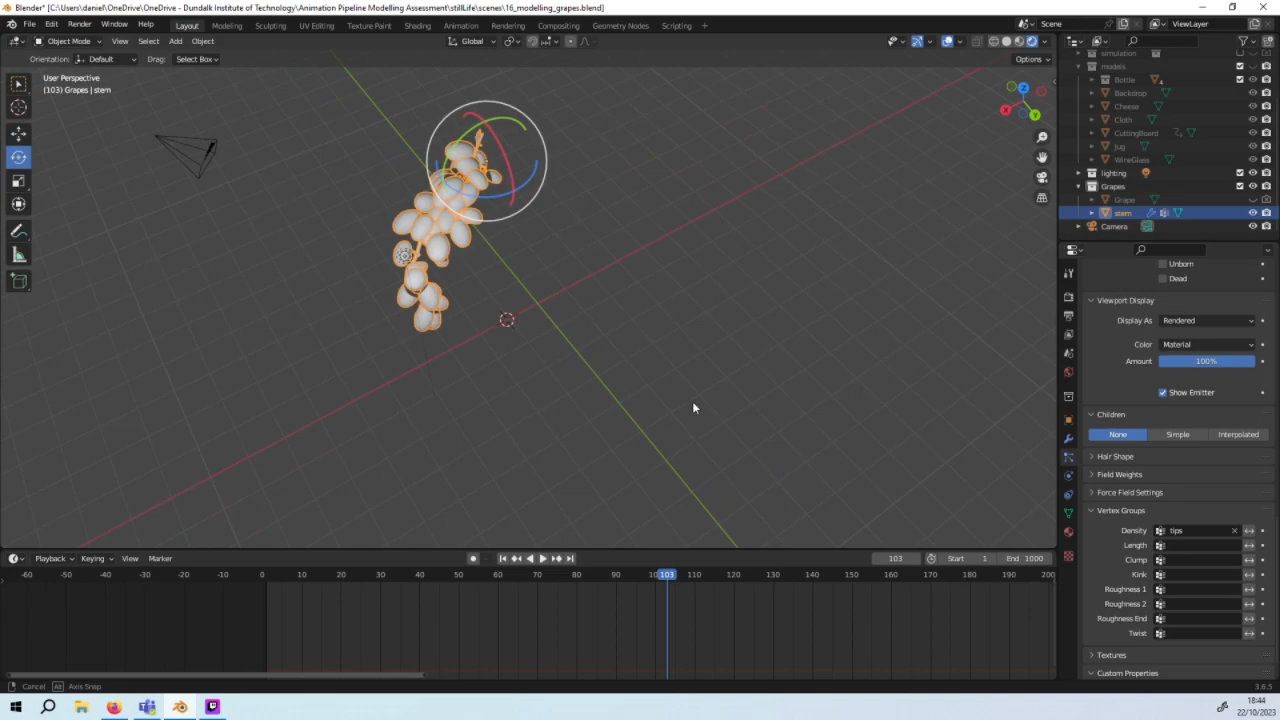 Blender* [C:\Users\daniel\OneDrive\OneDrive - Dundalk Institute of Technology\Animation Pipeline Modelling Assessment\stillLife\scenes\16_modelling_grapes.blend]
File Edit Render Window Help Layout Modeling Sculpting UV Editing Texture Paint Shading Animation Rendering Compositing Geometry Nodes Scripting + Scene ViewLayer
Object Mode View Select Add Object Global
Orientation: Default Drag: Select Box Options
User Perspective
(103) Grapes | stem
X
Y
Z
simulation
models
Bottle 4
Backdrop
Cheese
Cloth
CuttingBoard
Jug
WineGlass
lighting
Grapes
Grape
stem
Camera
Unborn
Dead
Viewport Display
Display As Rendered
Color Material
Amount 100%
Show Emitter
Children
None Simple Interpolated
Hair Shape
Field Weights
Force Field Settings
Vertex Groups
Density tips
Length
Clump
Kink
Roughness 1
Roughness 2
Roughness End
Twist
Textures
Custom Properties
Playback Keying View Marker 103 Start 1 End 1000
-60 -50 -40 -30 -20 -10 0 10 20 30 40 50 60 70 80 90 103 110 120 130 140 150 160 170 180 190 200
Cancel Alt Axis Snap 3.6.5
18:44
22/10/2023